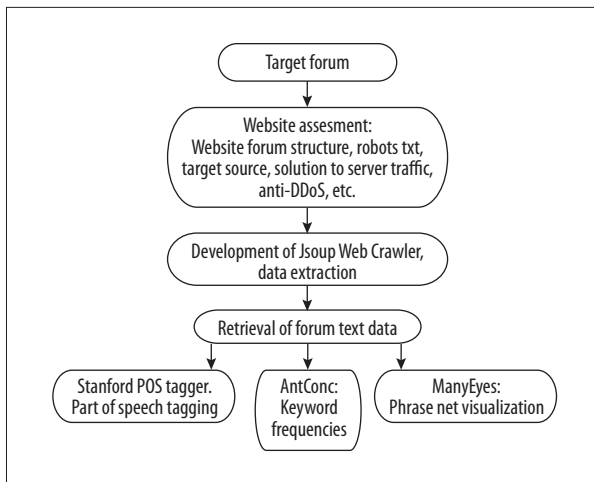 Target forum
Website assesment:
Website forum structure, robots txt,
target source, solution to server traffic,
anti-DDoS, etc.
Development of Jsoup Web Crawler,
data extraction
Retrieval of forum text data
Stanford POS tagger.
Part of speech tagging
AntConc:
Keyword
frequencies
ManyEyes:
Phrase net visualization